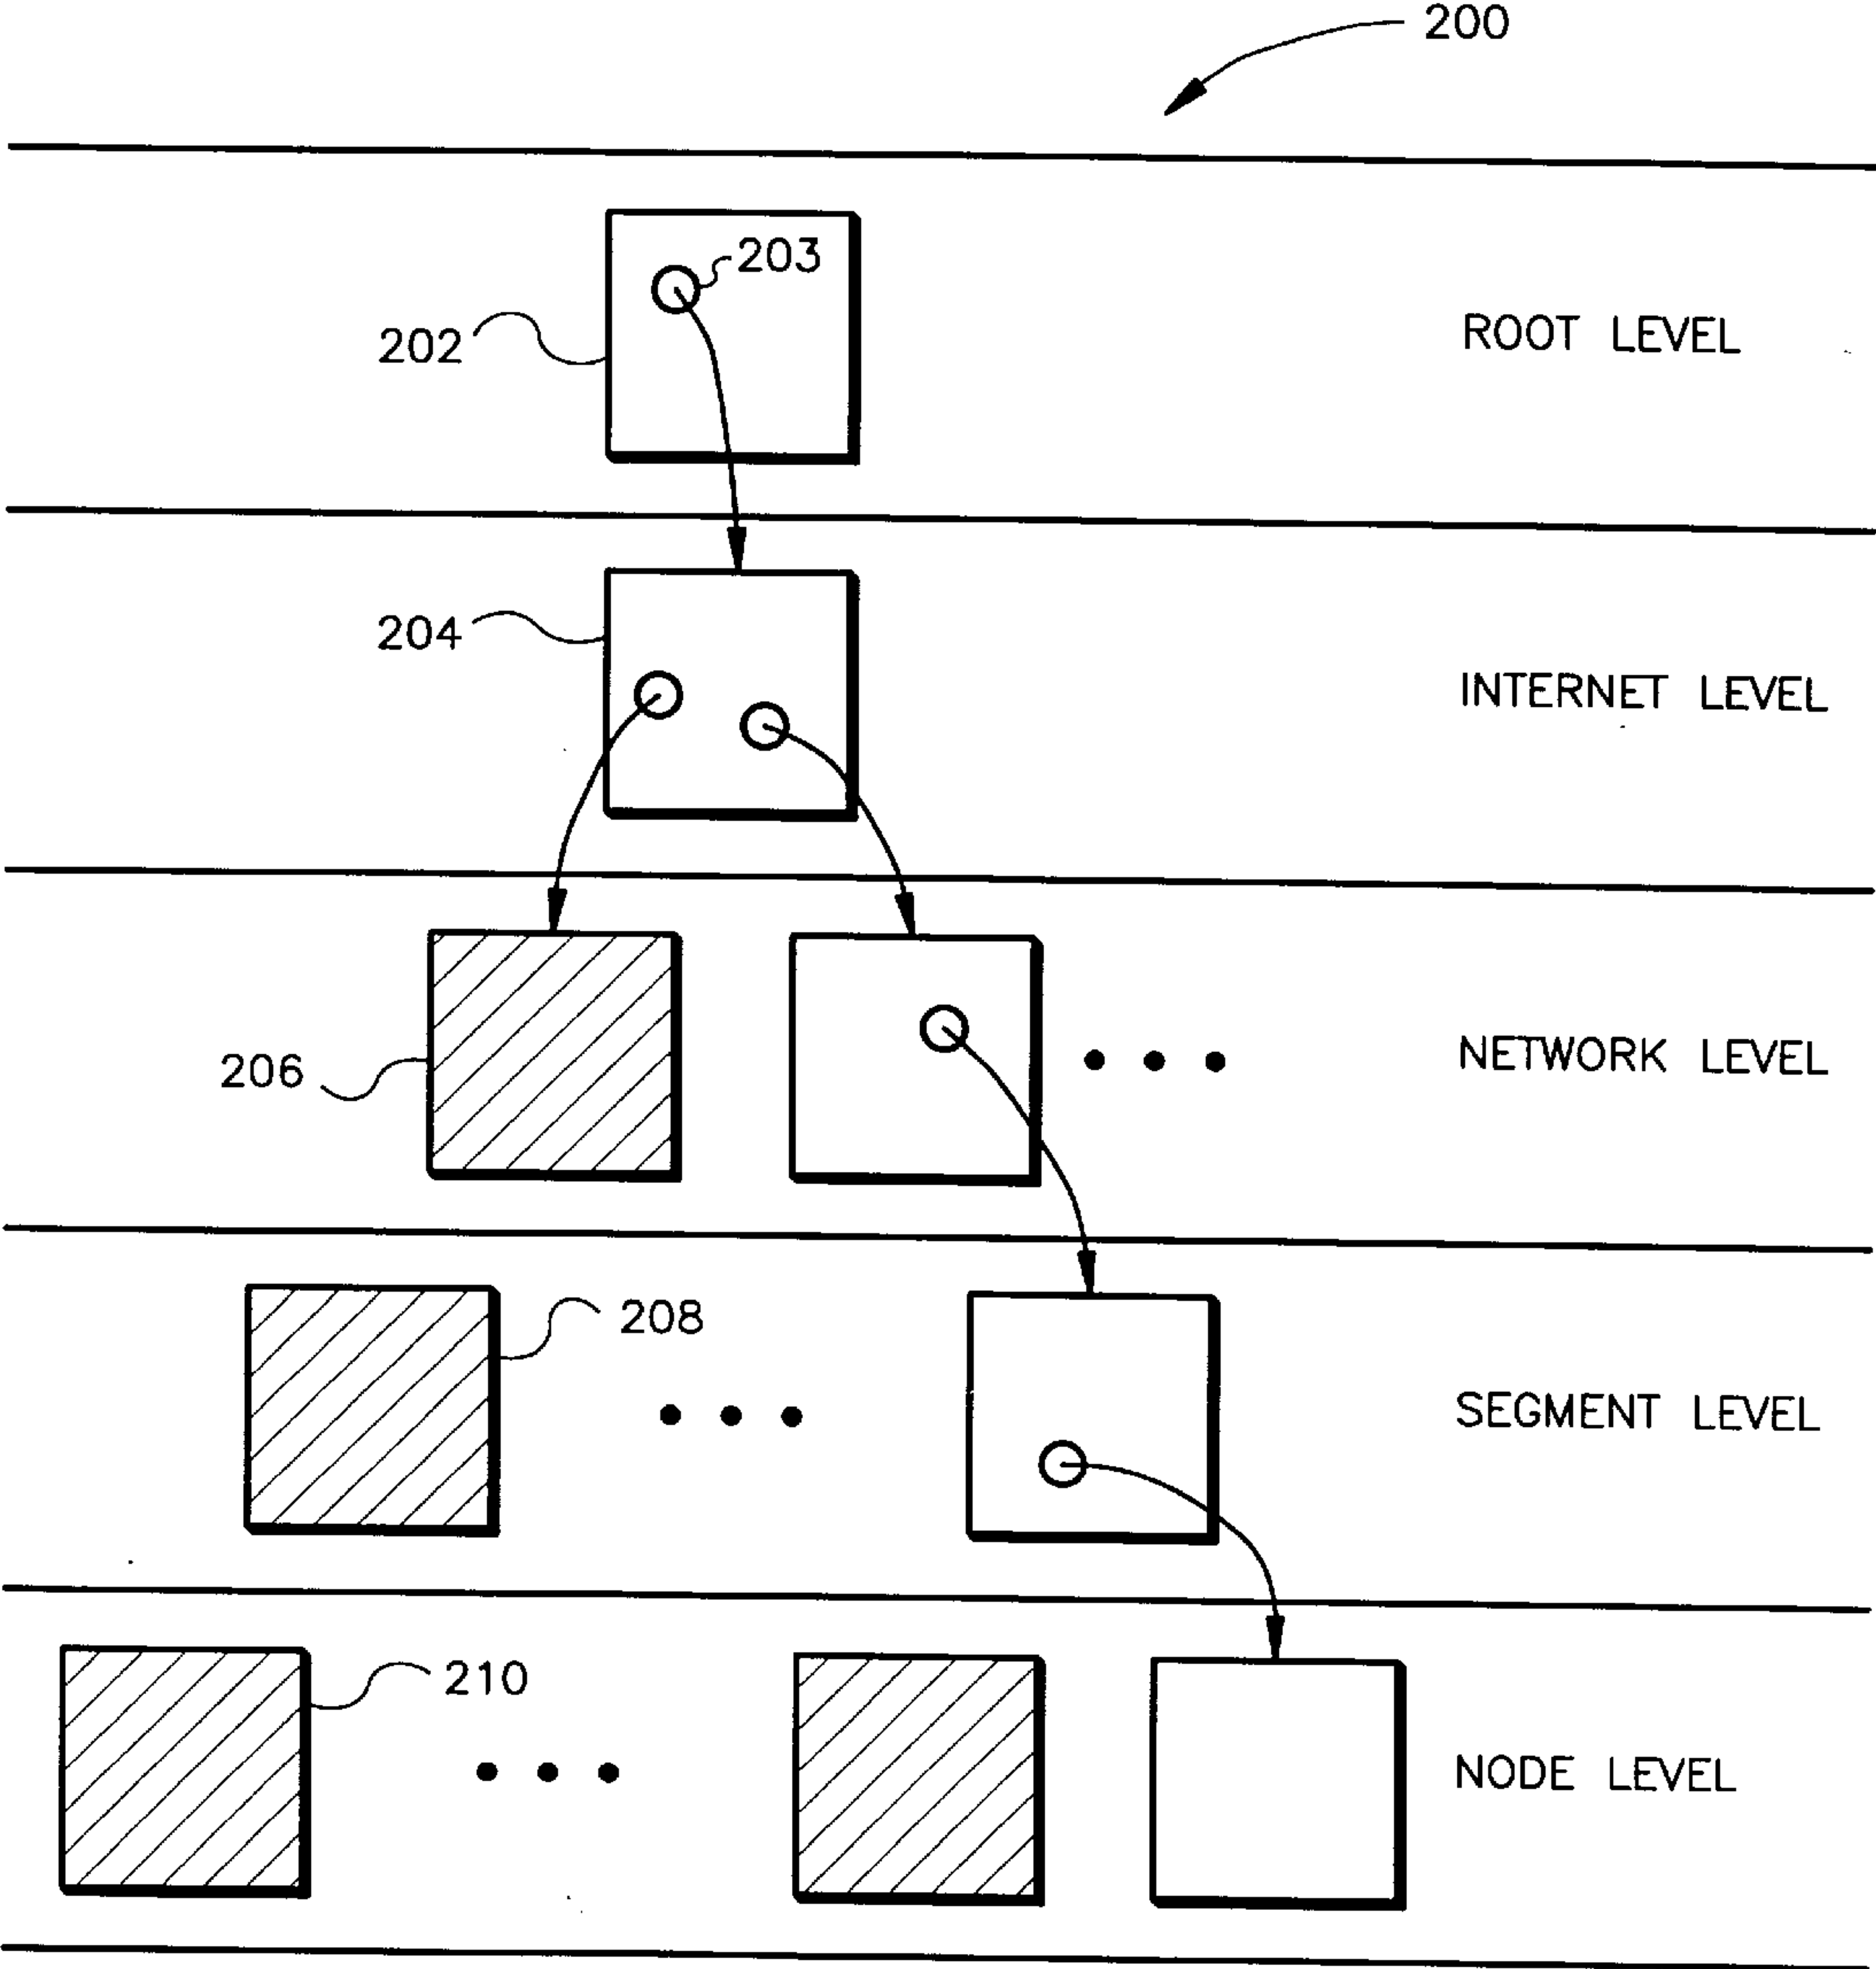 200
203
202
ROOT LEVEL
204
INTERNET LEVEL
206
NETWORK LEVEL
208
SEGMENT LEVEL
210
NODE LEVEL